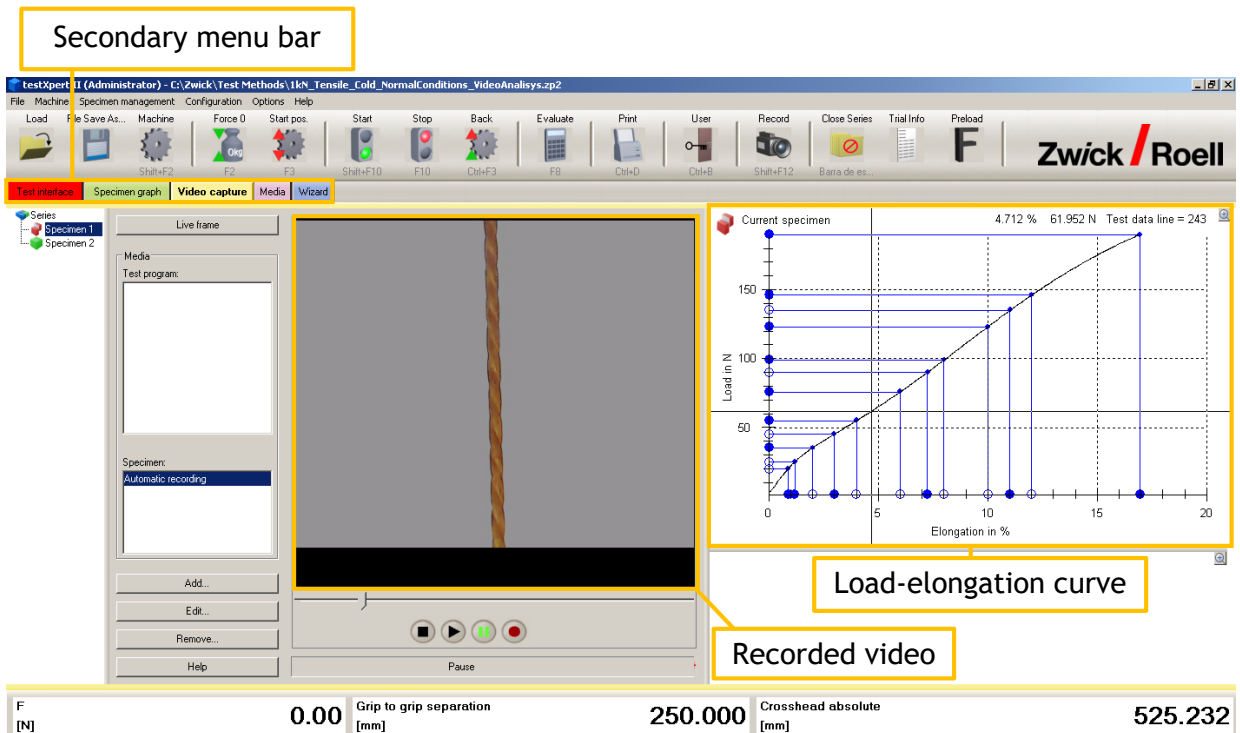 Secondary menu bar
testXpert II (Administrator) - C:\Zwick\Test Methods\1kN_Tensile_Cold_NormalConditions_VideoAnalisys.zp2
File Machine Specimen management Configuration Options Help
Load File Save As... Machine Force 0 Start pos. Start Stop Back Evaluate Print User Record Close Series Trial Info Preload
0kg
F
Shift+F2 F2 F3 Shift+F10 F10 Ctrl+F3 F8 Ctrl+D Ctrl+B Shift+F12 Barra de es...
Zwick / Roell
Test interface Specimen graph Video capture Media Wizard
Series
Specimen 1
Specimen 2
Live frame
Media
Test program:
Specimen:
Automatic recording
Add...
Edit...
Remove...
Help
Pause
Current specimen 4.712 % 61.952 N Test data line = 243
150
100
50
Load in N
0 5 10 15 20
Elongation in %
Load-elongation curve
Recorded video
F
[N]
0.00
Grip to grip separation
[mm]
250.000
Crosshead absolute
[mm]
525.232